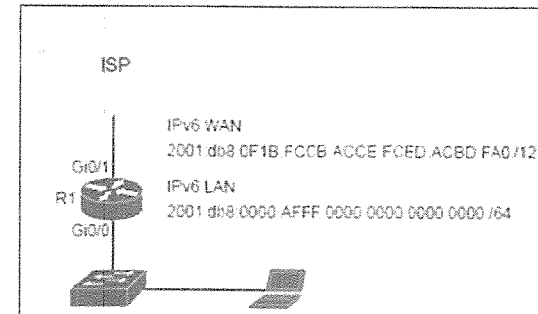 ISP
IPv6 WAN
2001:db8:0F1B:FCCB:ACCE:FCED:ACBD:FA0:/12
Gi0/1
R1
IPv6 LAN
2001:db8:0000:AFFF:0000:0000:0000:0000 /64
Gi0/0